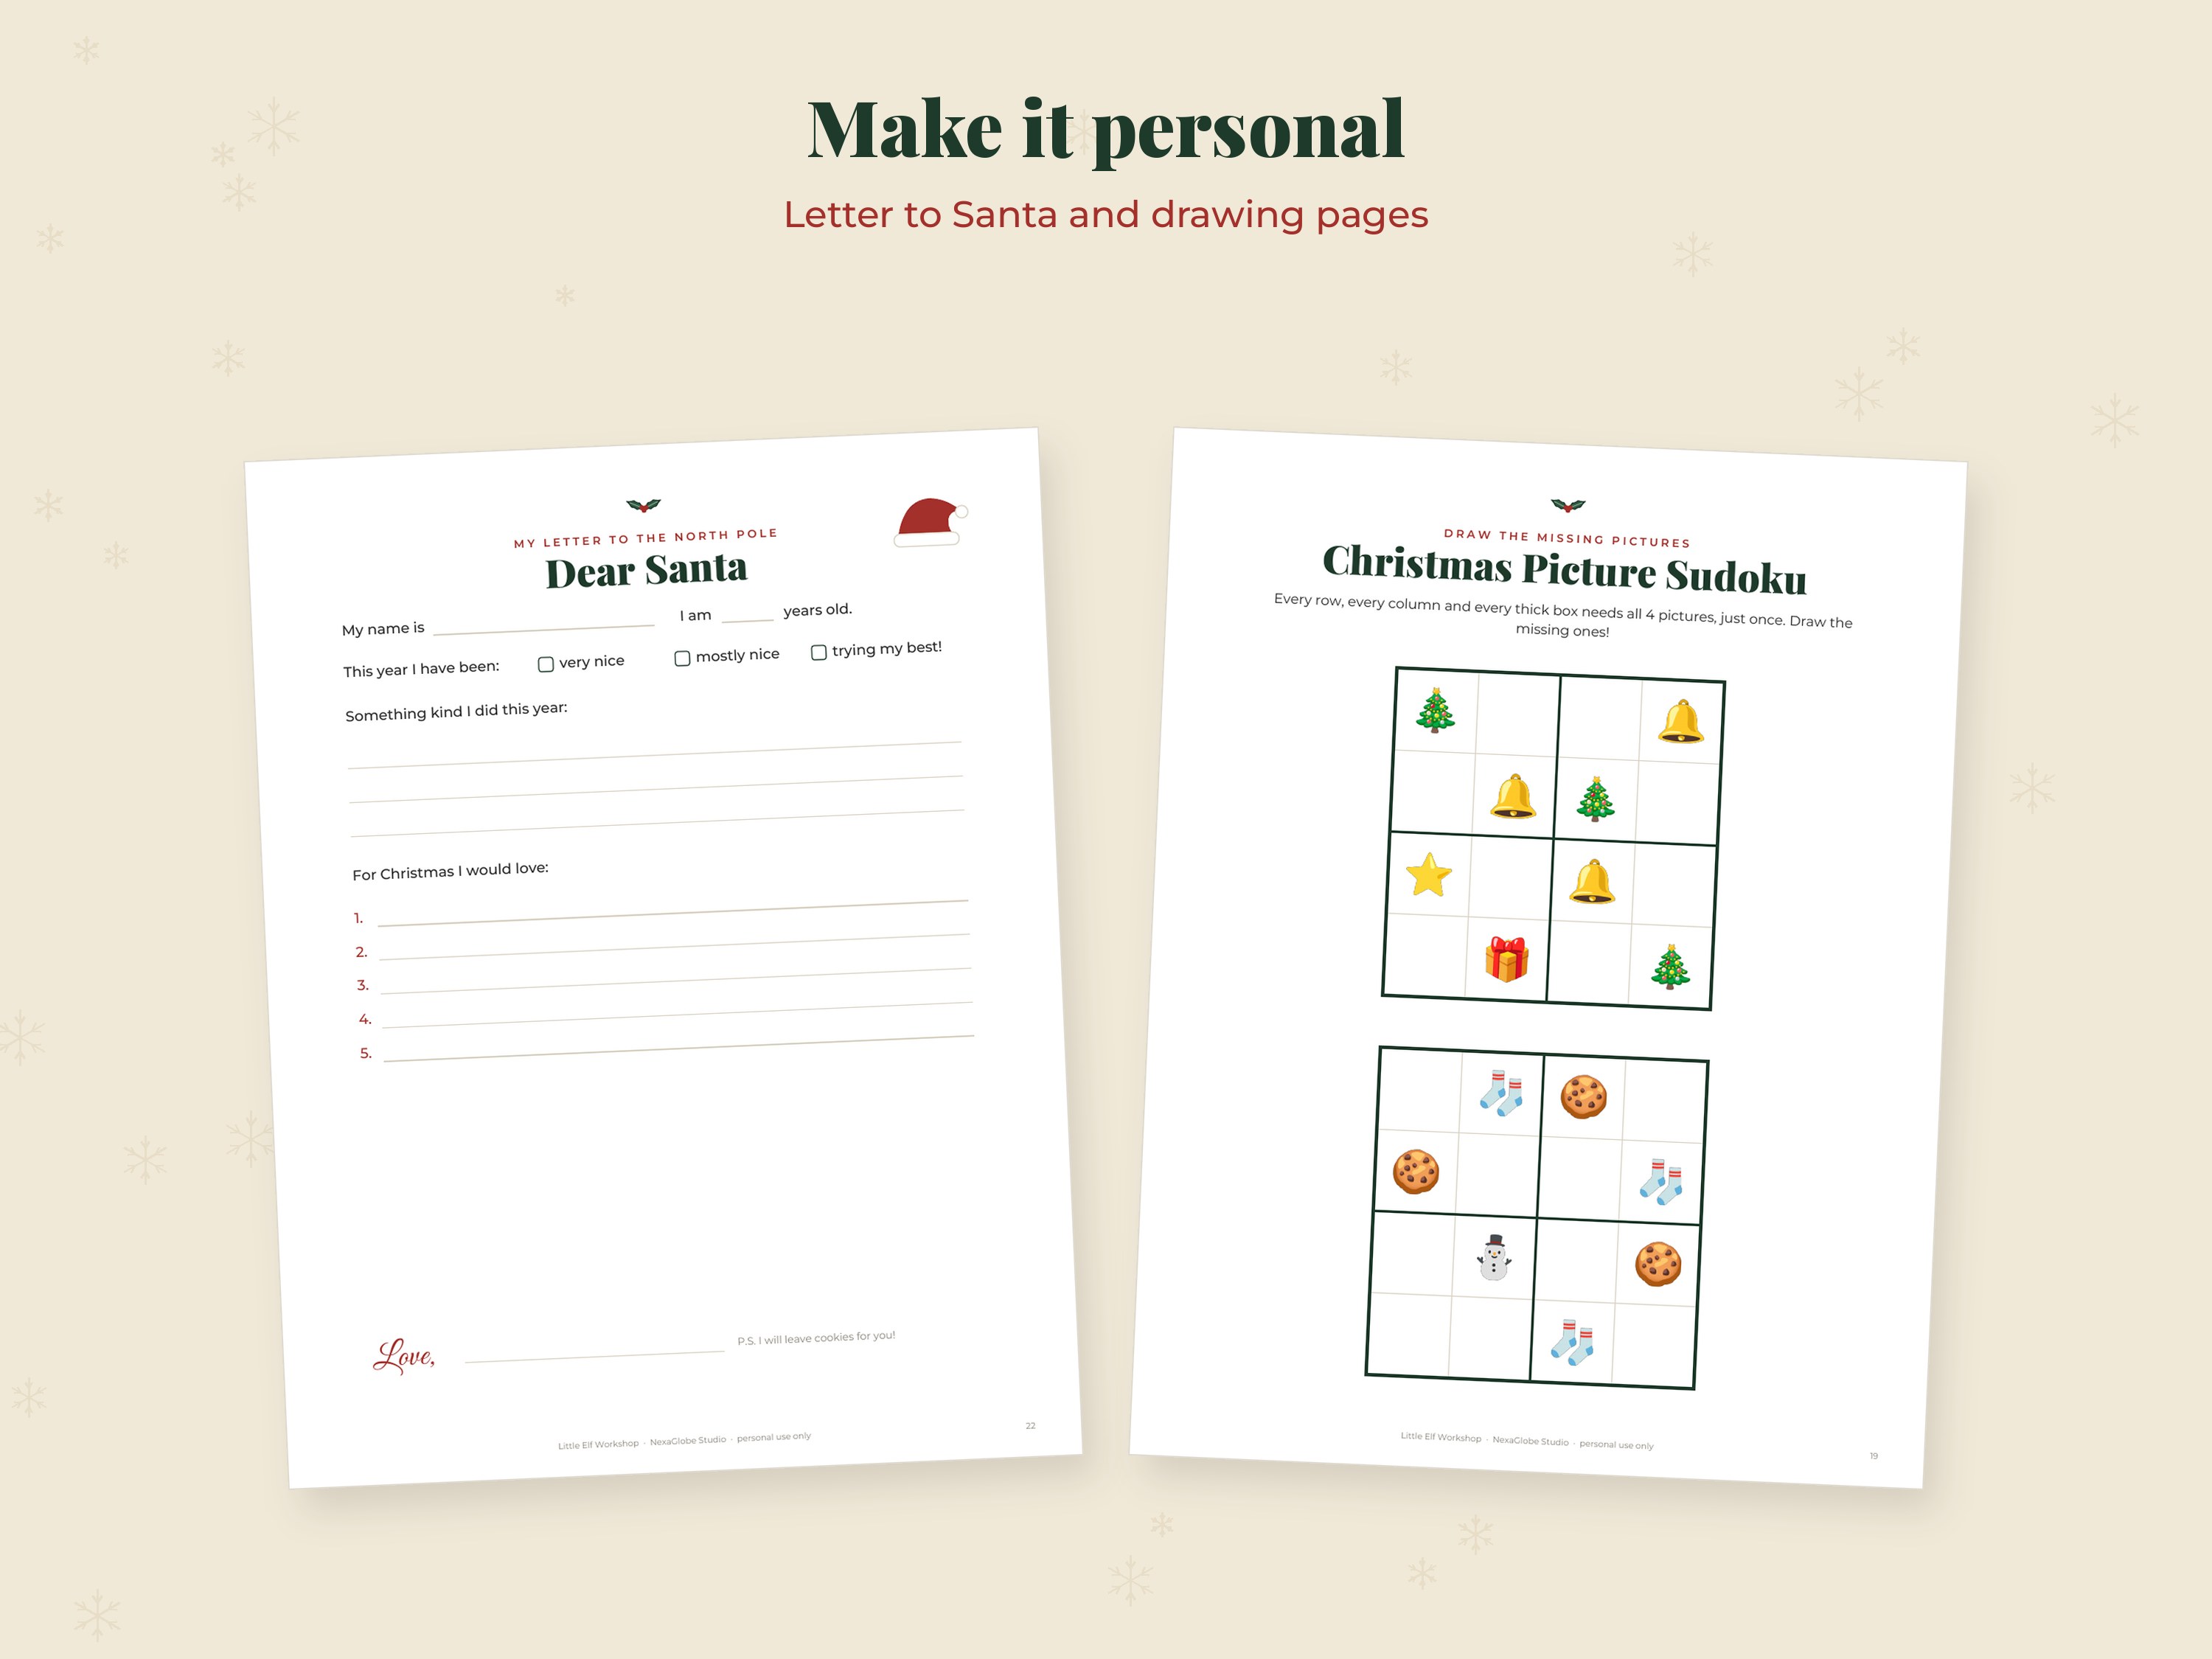 Make it personal
Letter to Santa and drawing pages
MY LETTER TO THE NORTH POLE
Dear Santa
My name is I am years old.
This year I have been: very nice mostly nice trying my best!
Something kind I did this year:
For Christmas I would love:
1.
2.
3.
4.
5.
Love, P.S. I will leave cookies for you!
22
Little Elf Workshop · NexaGlobe Studio · personal use only
DRAW THE MISSING PICTURES
Christmas Picture Sudoku
Every row, every column and every thick box needs all 4 pictures, just once. Draw the
missing ones!
Little Elf Workshop · NexaGlobe Studio · personal use only
19